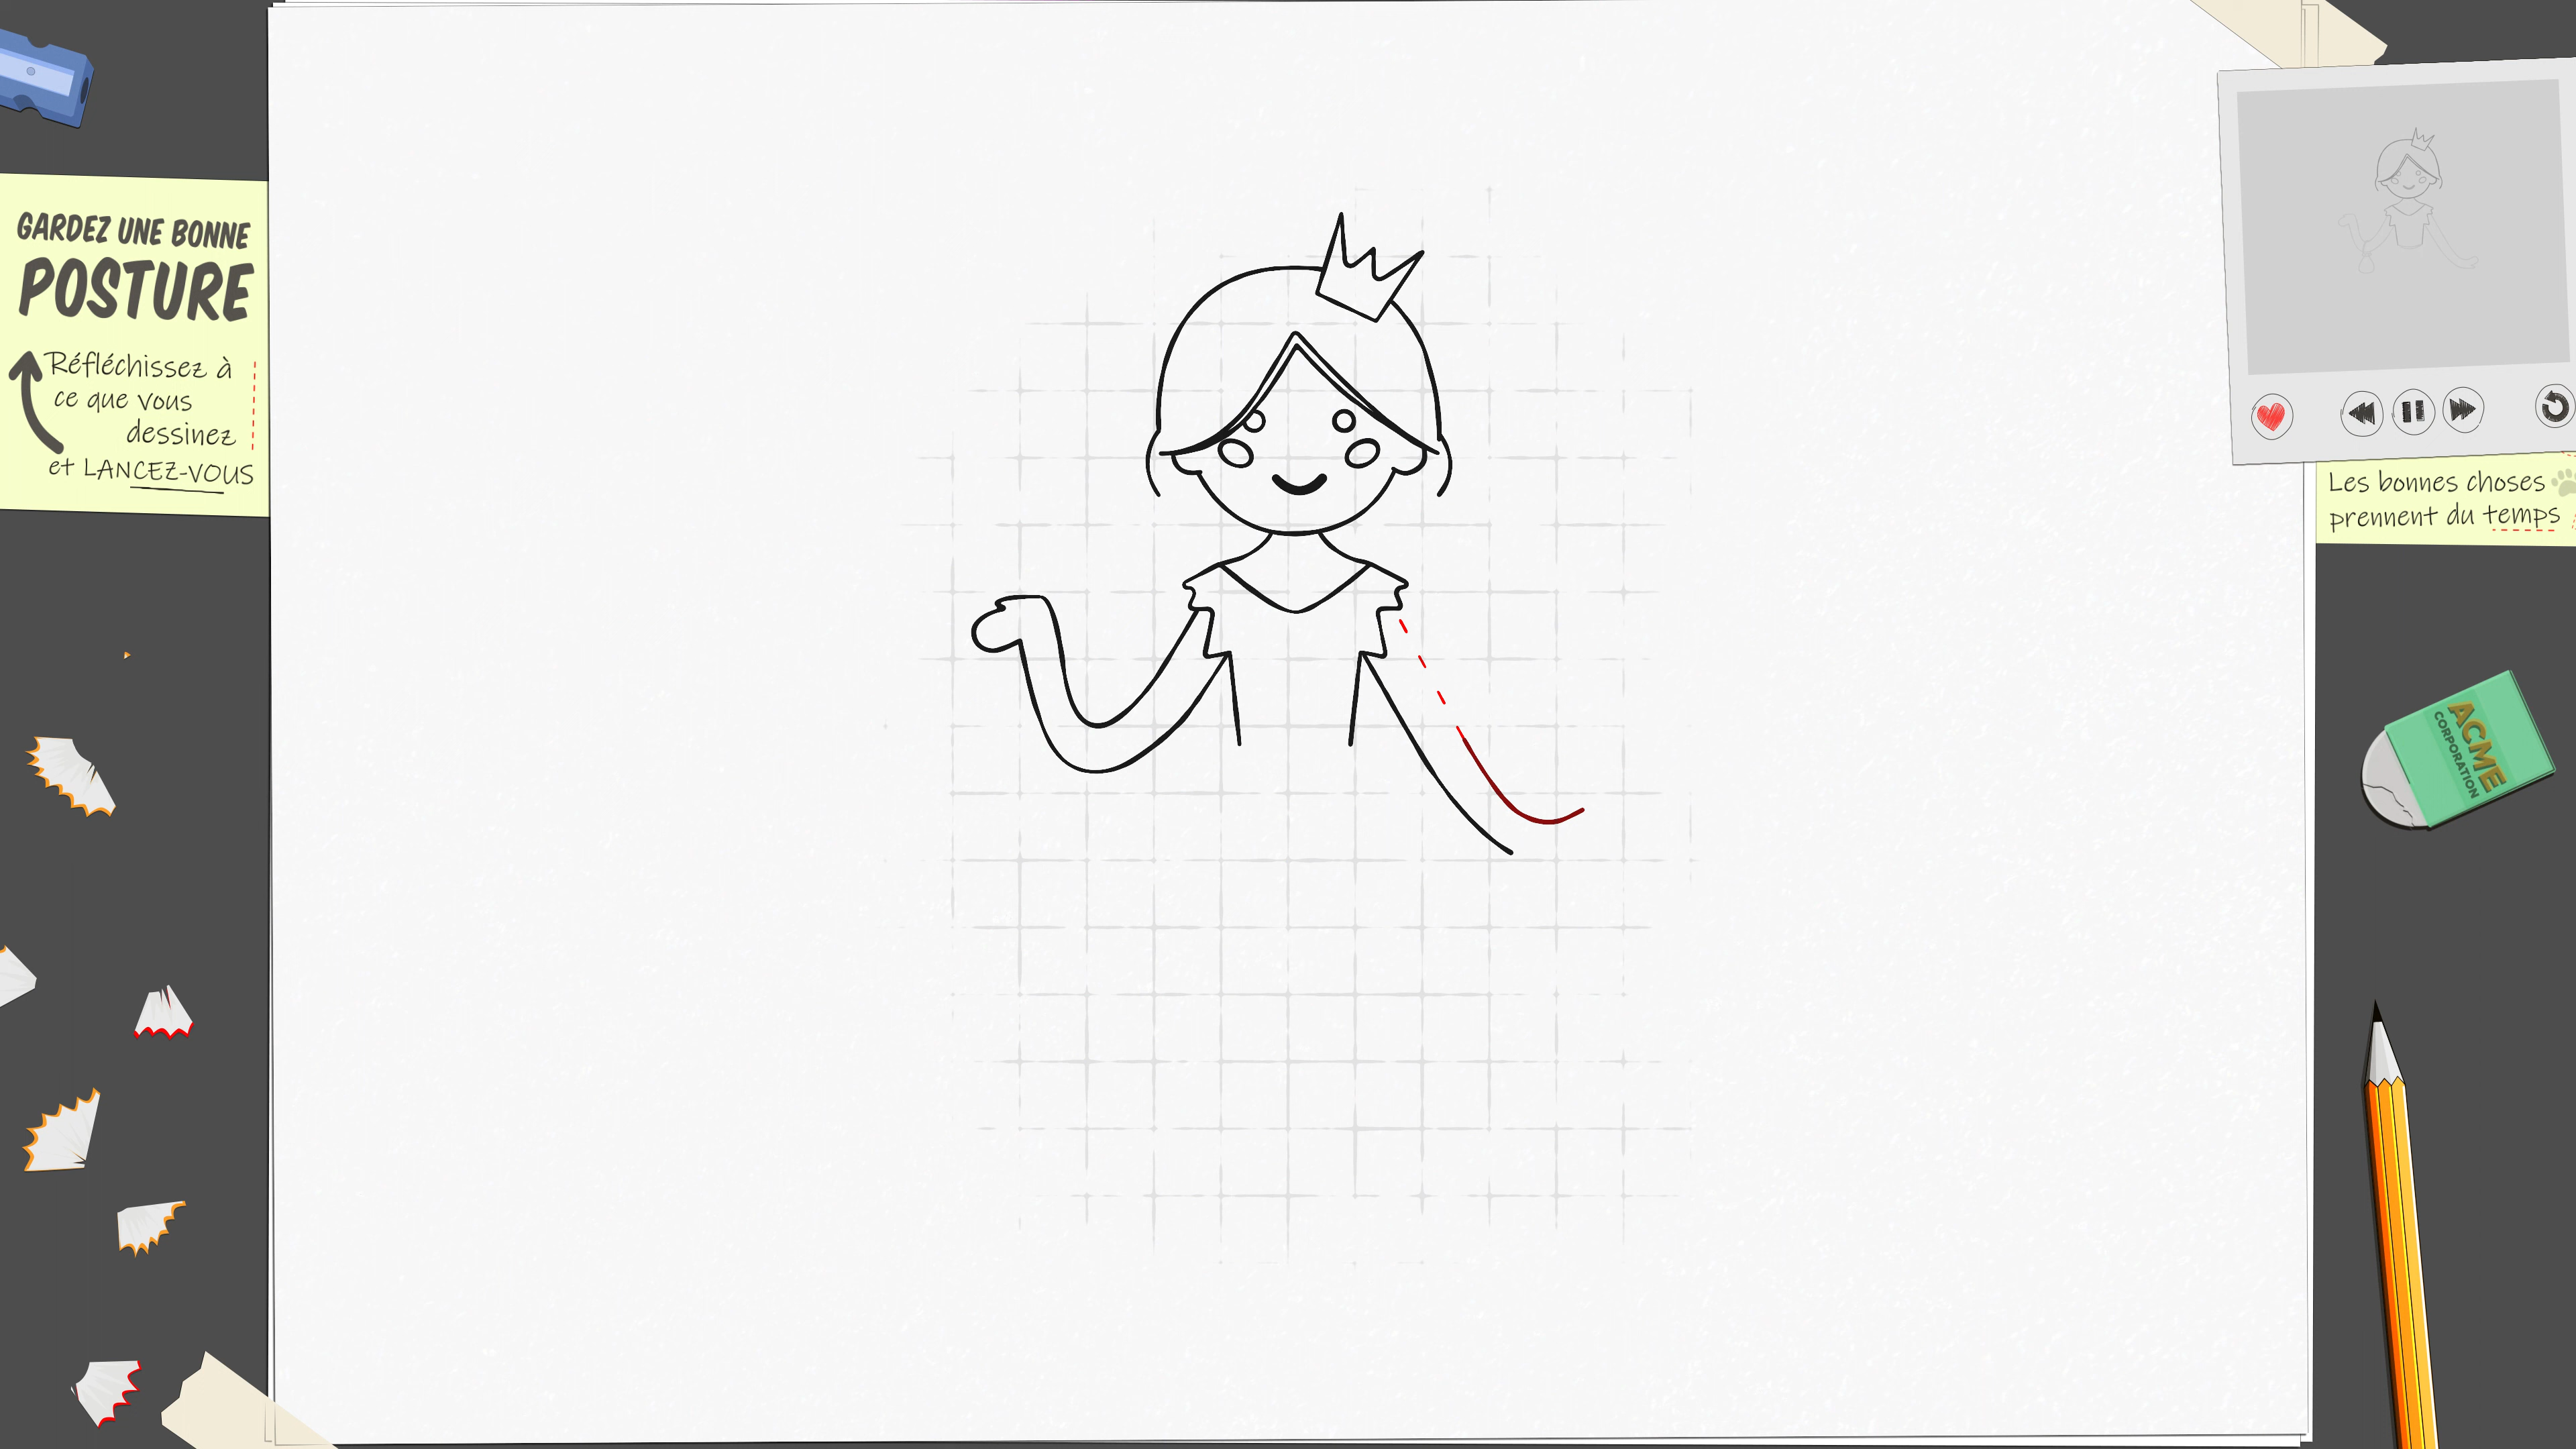 GARDEZ UNE BONNE
POSTURE
Réfléchissez à
ce que vous
dessinez
et LANCEZ-VOUS
Les bonnes choses
prennent du temps
ACME
CORPORATION